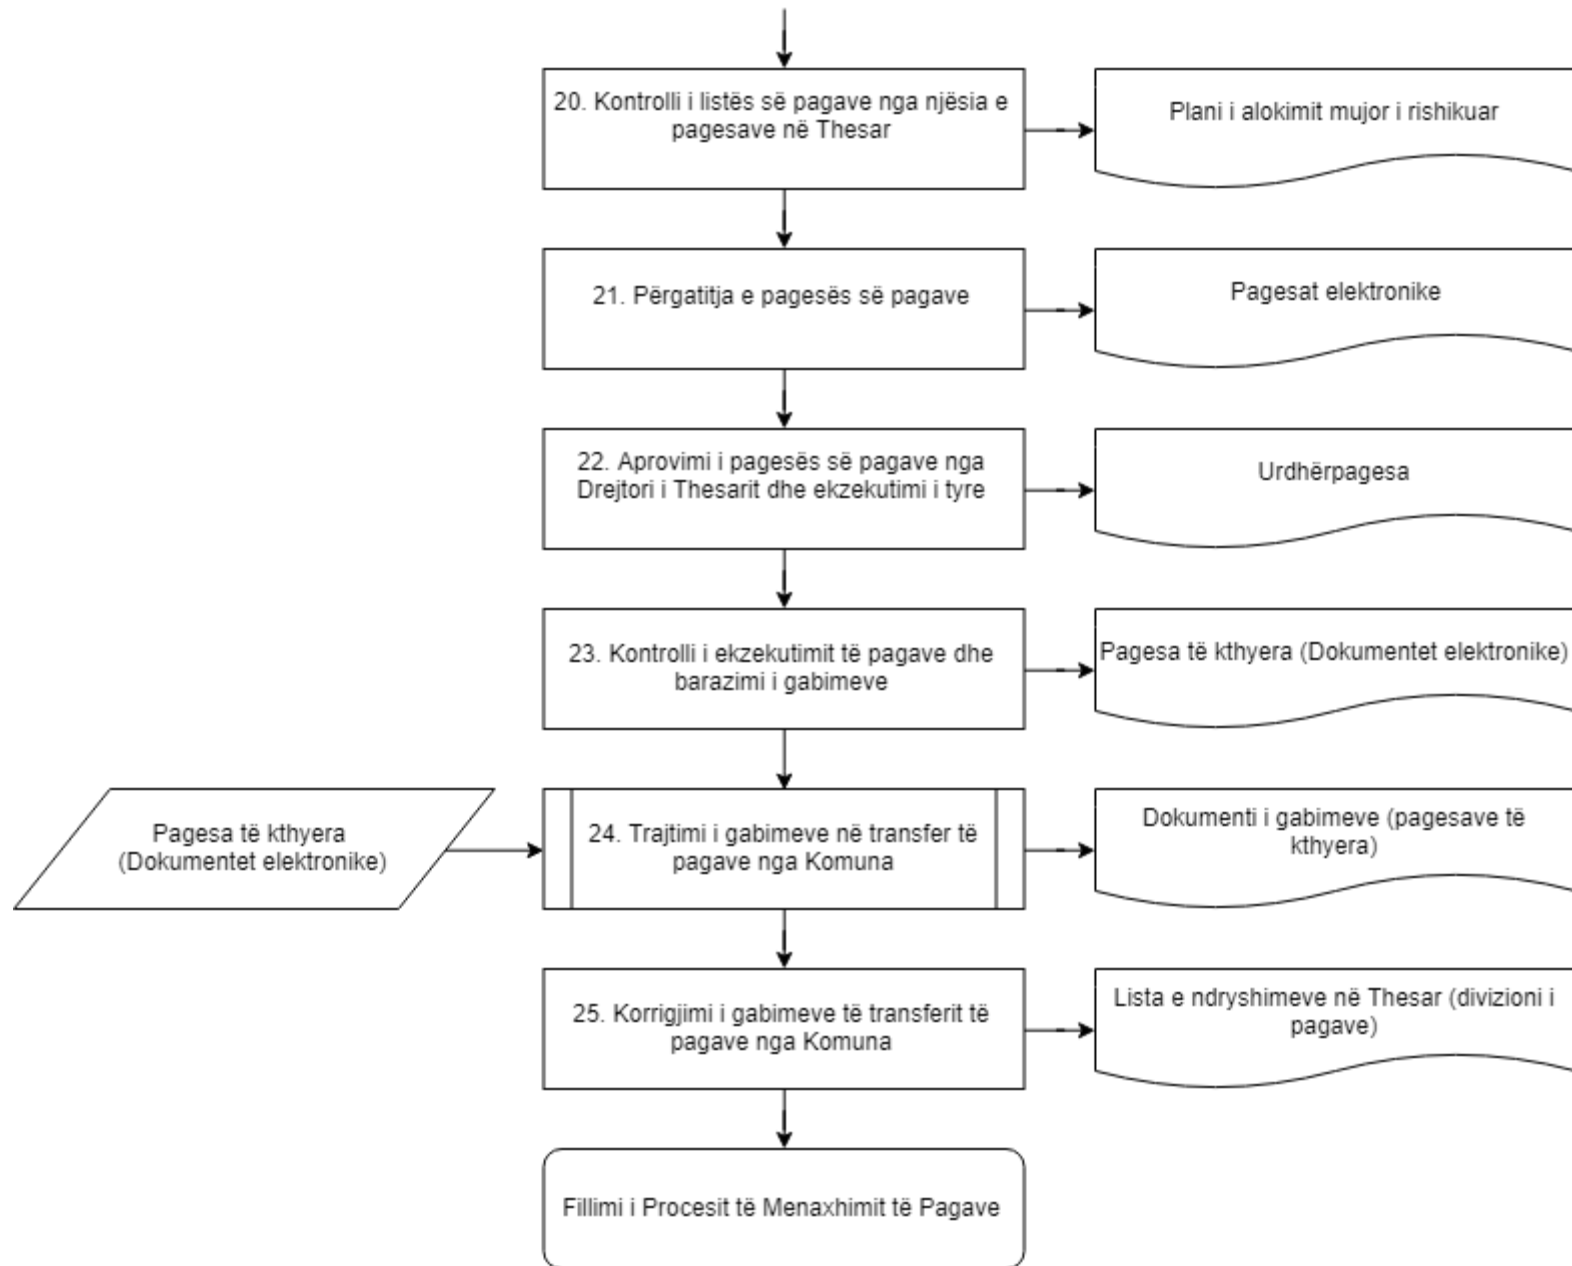 20. Kontrolli i listës së pagave nga njësia e
pagesave në Thesar
Plani i alokimit mujor i rishikuar
21. Përgatitja e pagesës së pagave
Pagesat elektronike
22. Aprovimi i pagesës së pagave nga
Drejtori i Thesarit dhe ekzekutimi i tyre
Urdhërpagesa
23. Kontrolli i ekzekutimit të pagave dhe
barazimi i gabimeve
Pagesa të kthyera (Dokumentet elektronike)
Pagesa të kthyera
(Dokumentet elektronike)
24. Trajtimi i gabimeve në transfer të
pagave nga Komuna
Dokumenti i gabimeve (pagesave të
kthyera)
25. Korrigjimi i gabimeve të transferit të
pagave nga Komuna
Lista e ndryshimeve në Thesar (divizioni i
pagave)
Fillimi i Procesit të Menaxhimit të Pagave